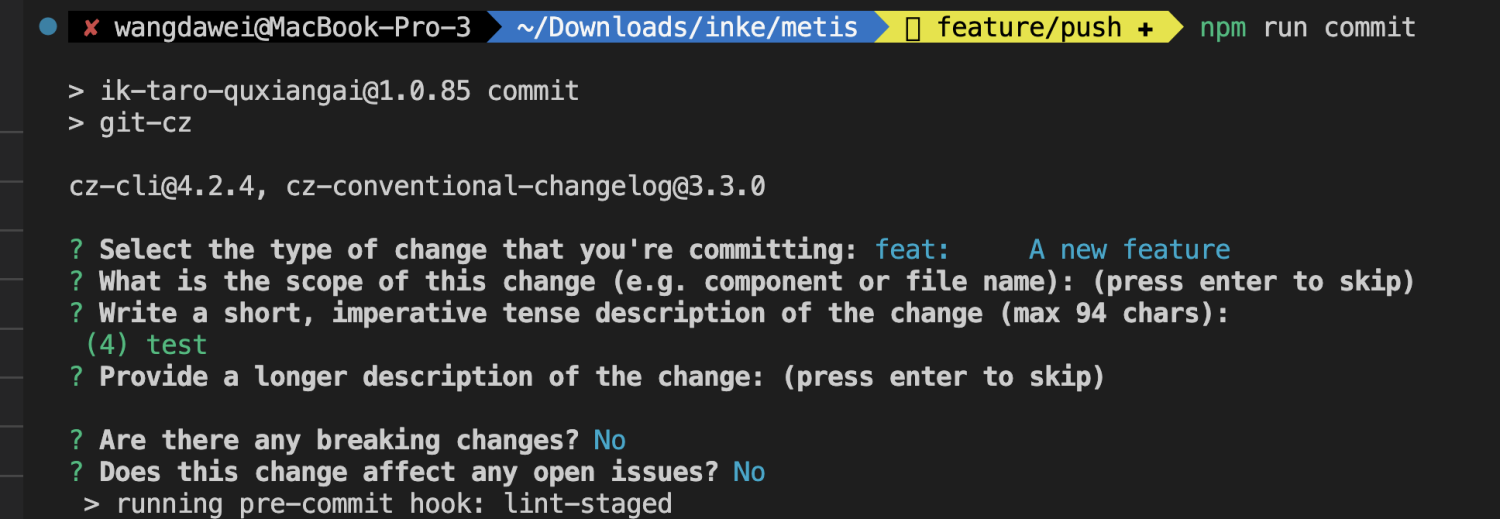 ✘ wangdawei@MacBook-Pro-3 ~/Downloads/inke/metis feature/push + npm run commit
> ik-taro-quxiangai@1.0.85 commit
> git-cz
cz-cli@4.2.4, cz-conventional-changelog@3.3.0
? Select the type of change that you're committing: feat: A new feature
? What is the scope of this change (e.g. component or file name): (press enter to skip)
? Write a short, imperative tense description of the change (max 94 chars):
(4) test
? Provide a longer description of the change: (press enter to skip)
? Are there any breaking changes? No
? Does this change affect any open issues? No
> running pre-commit hook: lint-staged